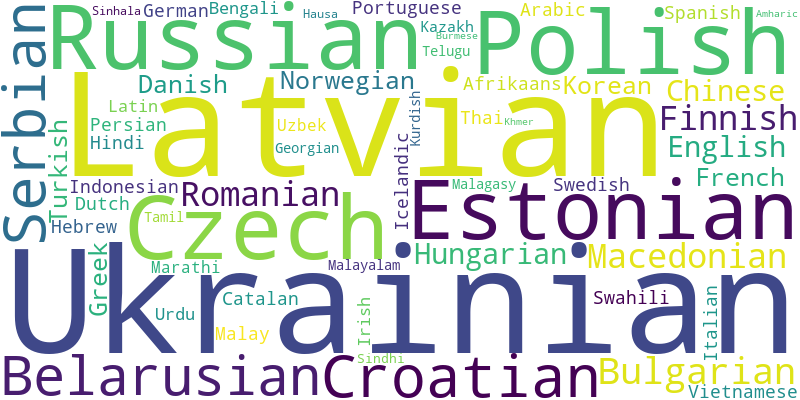 Sinhala
German
Bengali
Hausa
Portuguese
Arabic
Spanish
Amharic
Russian
Polish
Kazakh
Burmese
Telugu
Serbian
Danish
Norwegian
Afrikaans
Korean
Chinese
Latvian
Latin
Persian
Hindi
Turkish
Uzbek
Georgian
Kurdish
Icelandic
Thai
Khmer
Finnish
English
French
Indonesian
Dutch
Romanian
Malagasy
Swedish
Estonian
Hebrew
Tamil
Czech
Hungarian
Macedonian
Greek
Marathi
Malayalam
Ukrainian
Urdu
Catalan
Malay
Irish
Swahili
Italian
Sindhi
Belarusian
Croatian
Bulgarian
Vietnamese